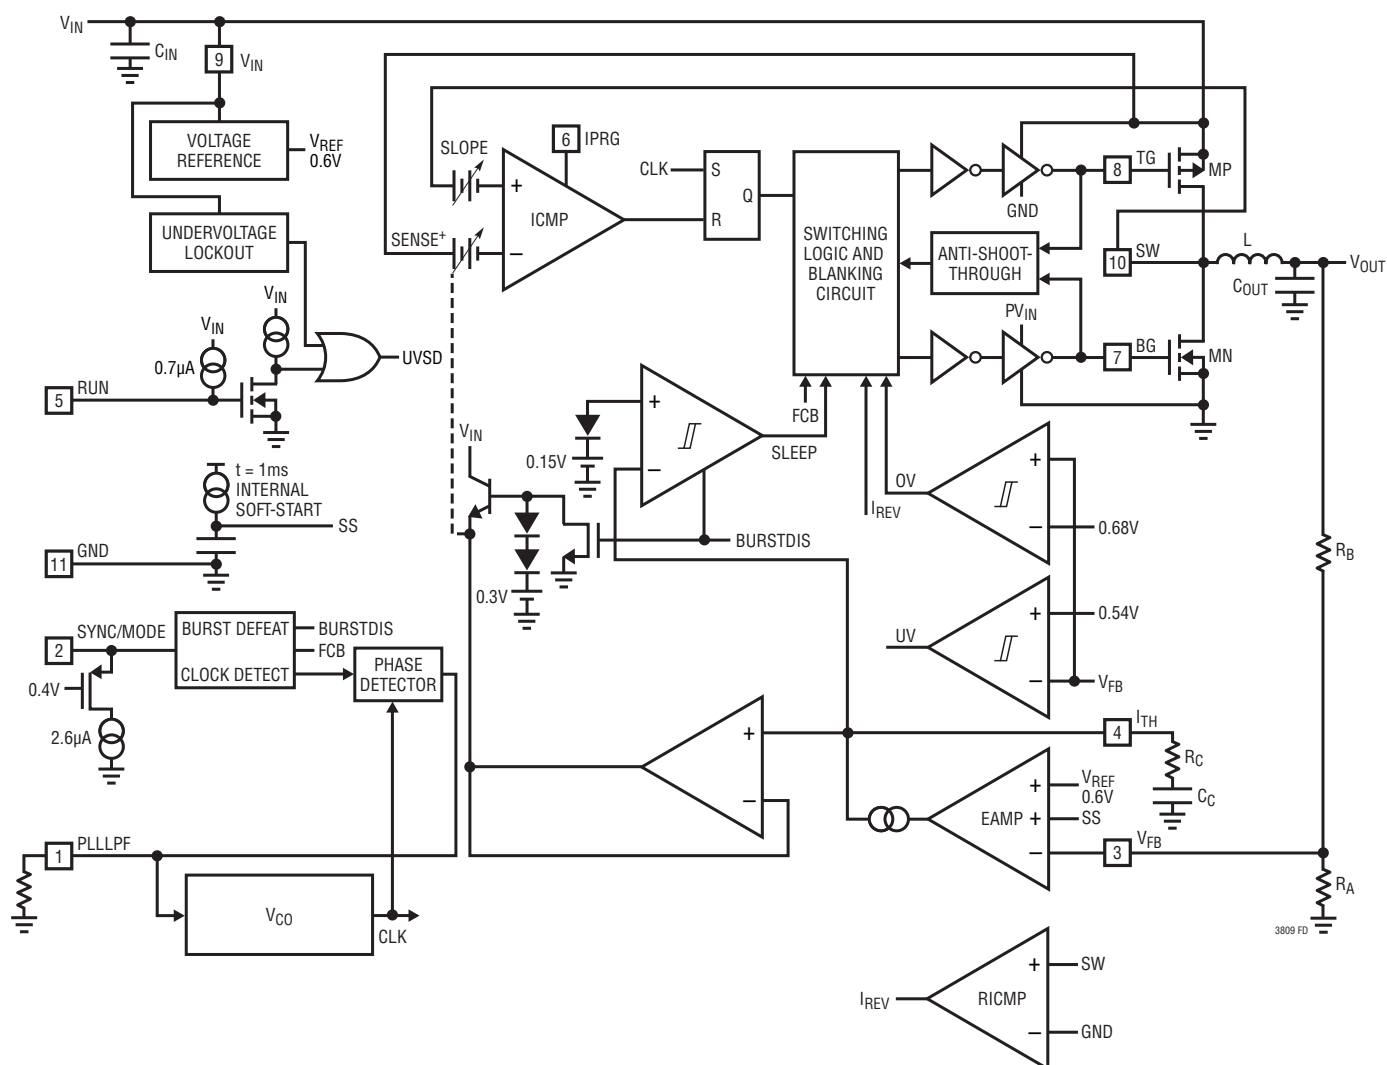 VIN
CIN
9
VIN
VOLTAGE
REFERENCE
VREF
0.6V
UNDERVOLTAGE
LOCKOUT
VIN
VIN
0.7µA
UVSD
5
RUN
t = 1ms
INTERNAL
SOFT-START
SS
11
GND
2
SYNC/MODE
BURST DEFEAT
CLOCK DETECT
BURSTDIS
FCB
PHASE
DETECTOR
0.4V
2.6µA
1
PLLLPF
VCO
CLK
SLOPE
SENSE+
6
IPRG
+
ICMP
–
CLK
S
Q
R
SWITCHING
LOGIC AND
BLANKING
CIRCUIT
GND
ANTI-SHOOT-
THROUGH
PVIN
8
TG
MP
10
SW
L
VOUT
COUT
7
BG
MN
FCB
SLEEP
IREV
OV
+
–
0.15V
VIN
0.3V
BURSTDIS
+
–
0.68V
RB
UV
+
0.54V
–
VFB
+
–
4
ITH
RC
CC
EAMP
+
VREF
0.6V
+
SS
–
3
VFB
RA
3809 FD
IREV
RICMP
+
SW
–
GND